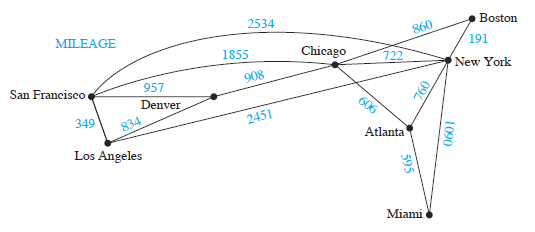 2534
860
Boston
MILEAGE
191
1855
Chicago
722
New York
908
957
San Francisco
Denver
760
606
349
834
2451
Atlanta
Los Angeles
595
1090
Miami